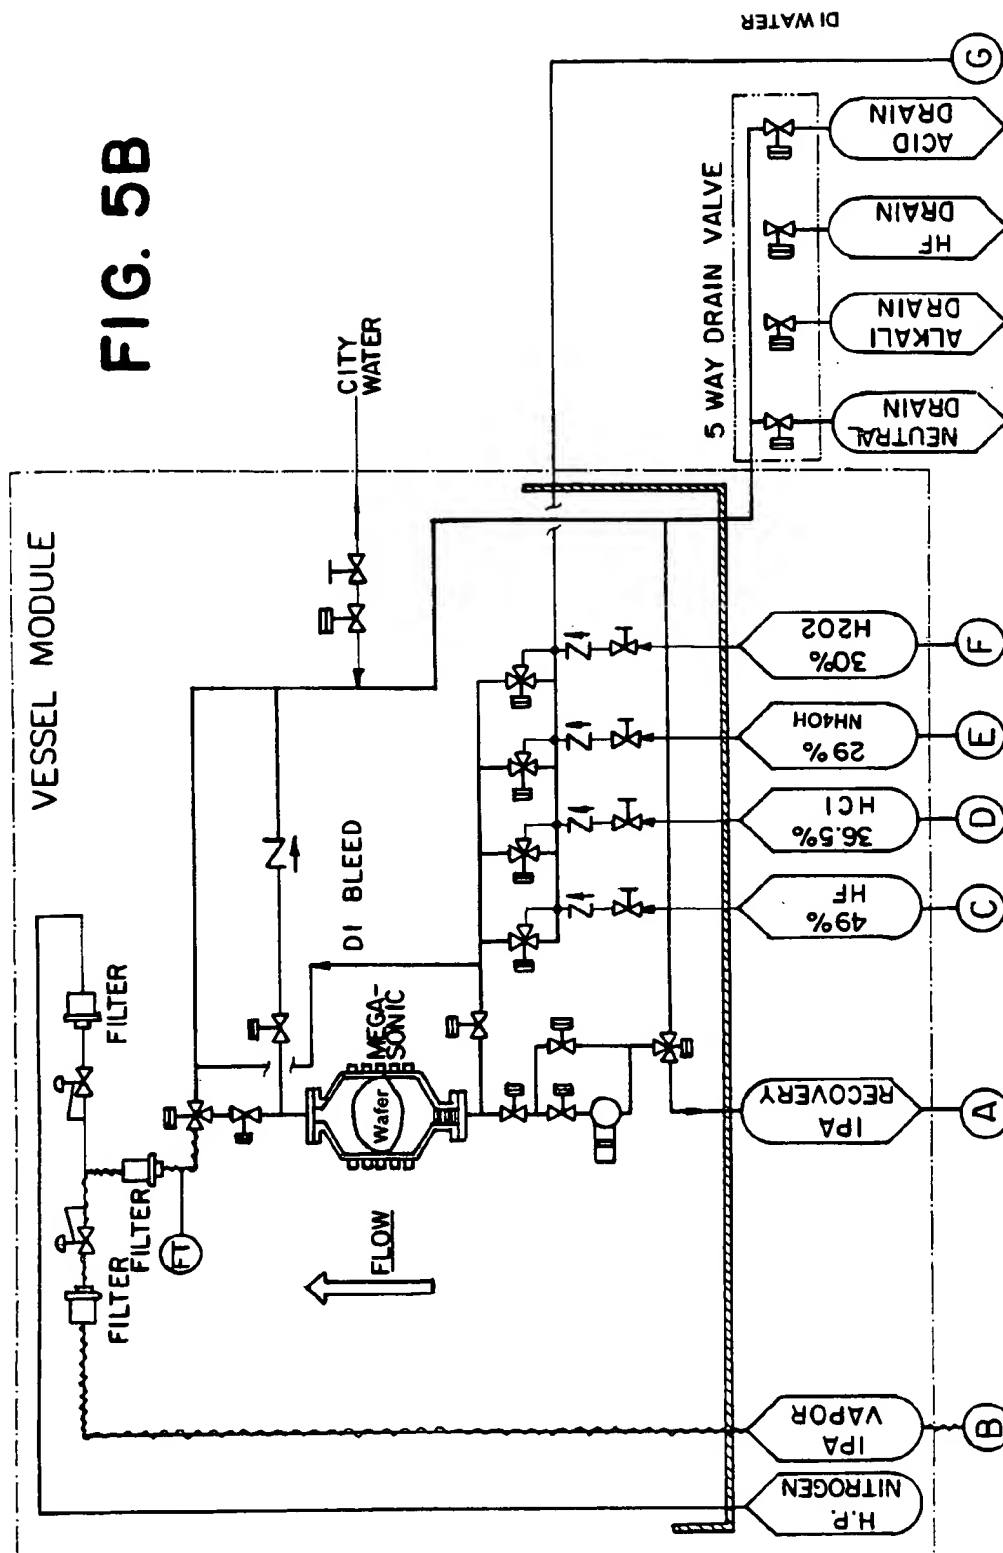 FIG. 5B
VESSEL MODULE
FILTER
FILTER
FILTER
FT
FLOW
Wafer
MEGA-
SONIC
DI BLEED
CITY
WATER
5 WAY DRAIN VALVE
DI WATER
H.P.
NITROGEN
IPA
VAPOR
IPA
RECOVERY
49%
HF
36.5%
HCl
29%
NH4OH
30%
H2O2
NEUTRAL
DRAIN
ALKALI
DRAIN
HF
DRAIN
ACID
DRAIN
B
A
C
D
E
F
G